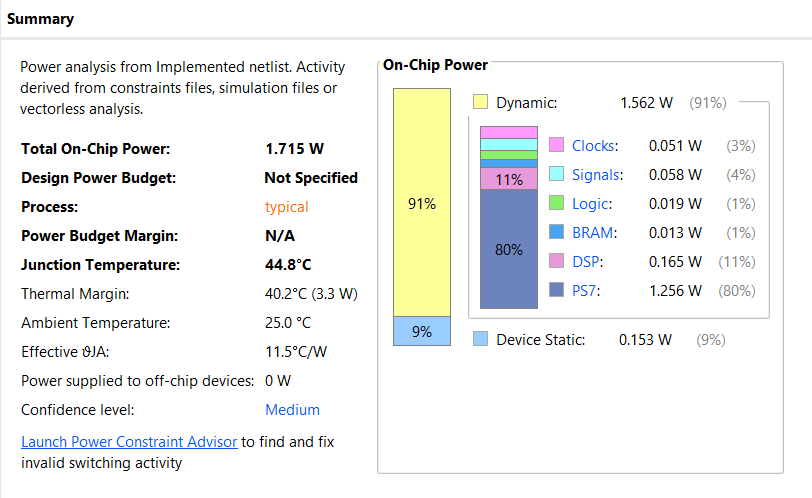 Summary
Power analysis from Implemented netlist. Activity
derived from constraints files, simulation files or
vectorless analysis.
Total On-Chip Power: 1.715 W
Design Power Budget: Not Specified
Process: typical
Power Budget Margin: N/A
Junction Temperature: 44.8°C
Thermal Margin: 40.2°C (3.3 W)
Ambient Temperature: 25.0 °C
Effective ϑJA: 11.5°C/W
Power supplied to off-chip devices: 0 W
Confidence level: Medium
Launch Power Constraint Advisor to find and fix
invalid switching activity
On-Chip Power
91%
9%
Dynamic: 1.562 W (91%)
11%
80%
Clocks: 0.051 W (3%)
Signals: 0.058 W (4%)
Logic: 0.019 W (1%)
BRAM: 0.013 W (1%)
DSP: 0.165 W (11%)
PS7: 1.256 W (80%)
Device Static: 0.153 W (9%)